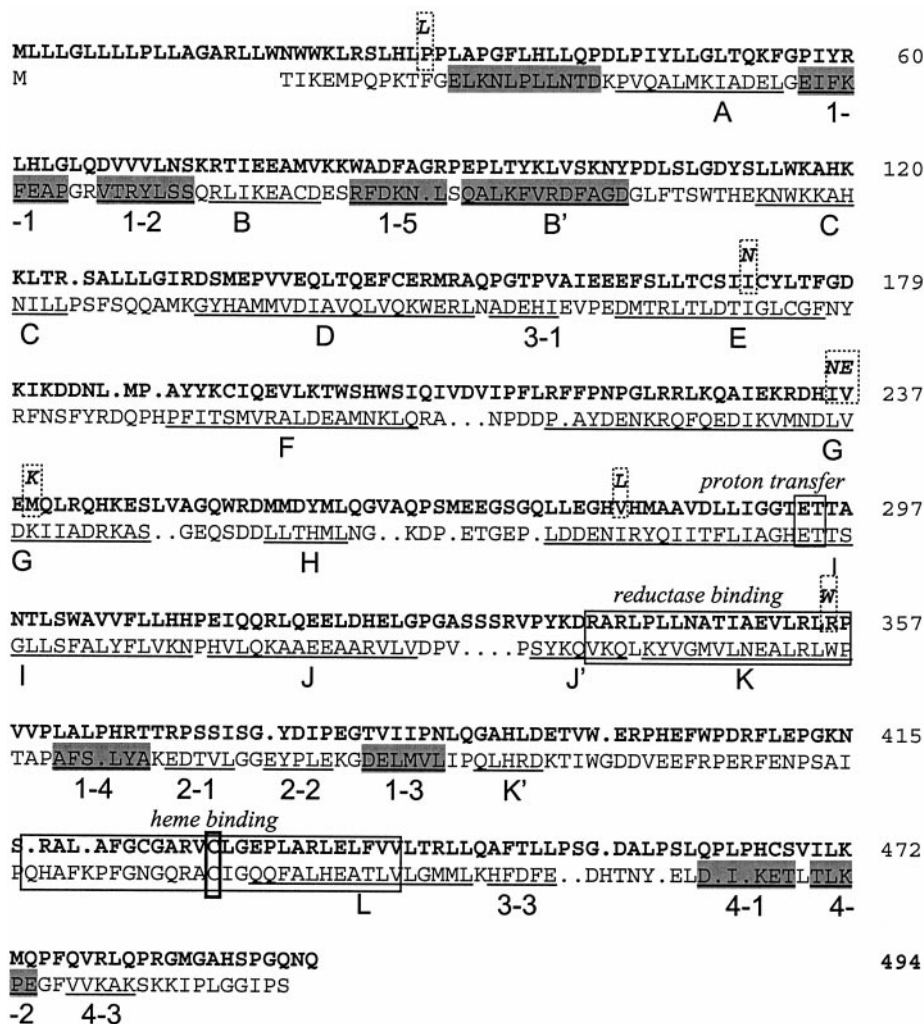 L
MLLLGLLLLPLLAGARLLWNWWKLRSLHLPPLAPGFLHLLQPDLPIYLLGLTQKFGPIYR 60
M TIKEMPQPKTFGELKNLPLLNTDKPVQALMKIADELGEIFK
A 1-
LHLGLQDVVVLNSKRTIEEAMVKKWADFAGRPEPLTYKLVSKNYPDLSLGDYSLLWKAHK 120
FEAPGRVTRYLSSQRLIKEACDESRFDKN.LSQALKFVRDFAGDGLFTSWTHEKNWKKAH
-1 1-2 B 1-5 B' C
N
KLTR.SALLLGIRDSMEPVVEQLTQEFCERMRAQPGTPVAIEEEFSLLTCSIICYLTFGD 179
NILLPSFSQQAMKGYHAMMVDIAVQLVQKWERLNADEHIEVPEDMTRLTLDTIGLCGFNY
C D 3-1 E
NE
KIKDDNL.MP.AYYKCIQEVLKTWSHWSIQIVDVIPFLRFFPNPGLRRLKQAIEKRDHIV 237
RFNSFYRDQPHPFITSMVRALDEAMNKLQRA...NPDDP.AYDENKRQFQEDIKVMNDLV
F G
K L proton transfer
EMQLRQHKESLVAGQWRDMMDYMLQGVAQPSMEEGSGQLLEGHVHMAAVDLLIGGTETTA 297
DKIIADRKAS.GEQSDDLLTHMLNG..KDP.ETGEP.LDDENIRYQIITFLIAGHETTS
G H I
reductase binding W
NTLSWAVVFLLHHPEIQQRLQEELDHELGPGASSSRVPYKDRARLPLLNATIAEVLRLRP 357
GLLSFALYFLVKNPHVLQKAAEEAARVLVDPV....PSYKQVKQLKYVGMVLNEALRLWP
I J J' K
VVPLALPHRTTRPSSISG.YDIPEGTVIIPNLQGAHLDETVW.ERPHEFWPDRFLEPGKN 415
TAPAFS.LYAKEDTVLGGEYPLEKGDELMVLIPQLHRDKTIWGDDVEEFRPERFENPSAI
1-4 2-1 2-2 1-3 K'
heme binding
S.RALAFGCGARVCLGEPLARLELFVVLTRLLQAFTLLPSG.DALPSLQPLPHCSVILK 472
PQHAFKPFGNGQRACIGQQFALHEATLVLGMMLKHFDFE..DHTNY.ELD.I.KETLTLK
L 3-3 4-1 4-
MQPFQVRLQPRGMGAHSPGQNQ 494
PEGFVVKAKSKKIPLGGIPS
-2 4-3